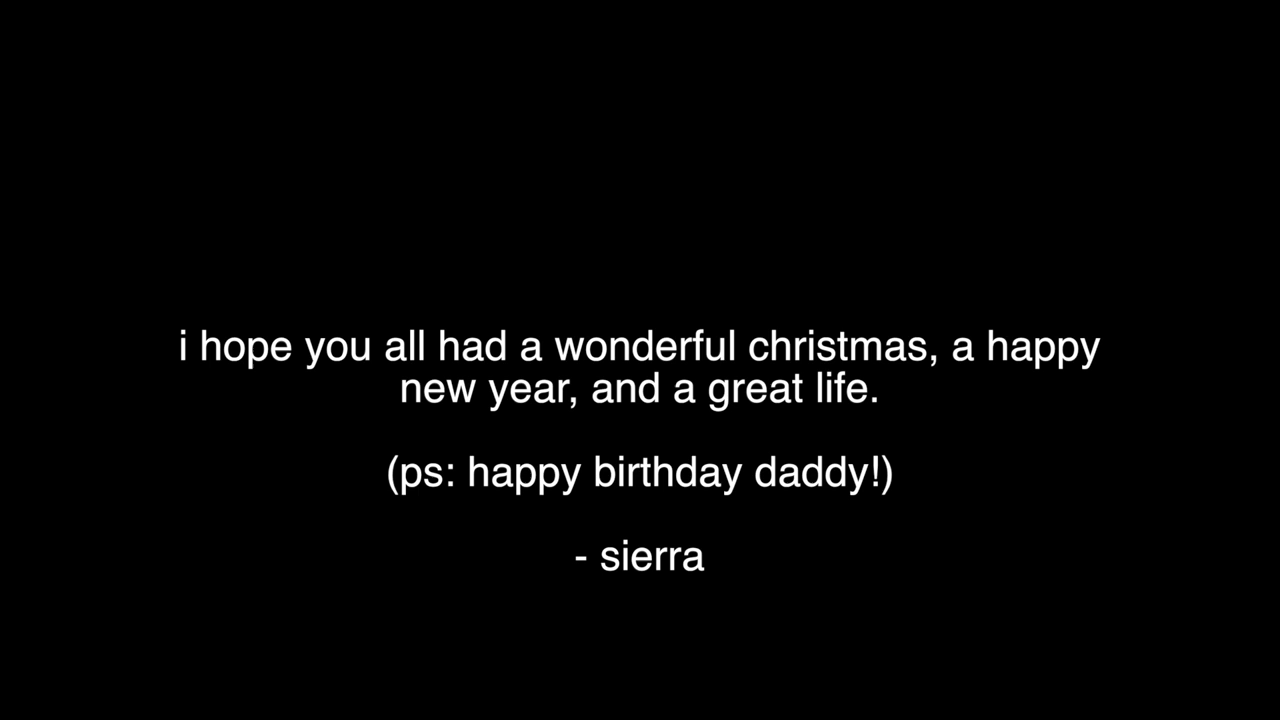 i hope you all had a wonderful christmas, a happy
new year, and a great life.
(ps: happy birthday daddy!)
- sierra